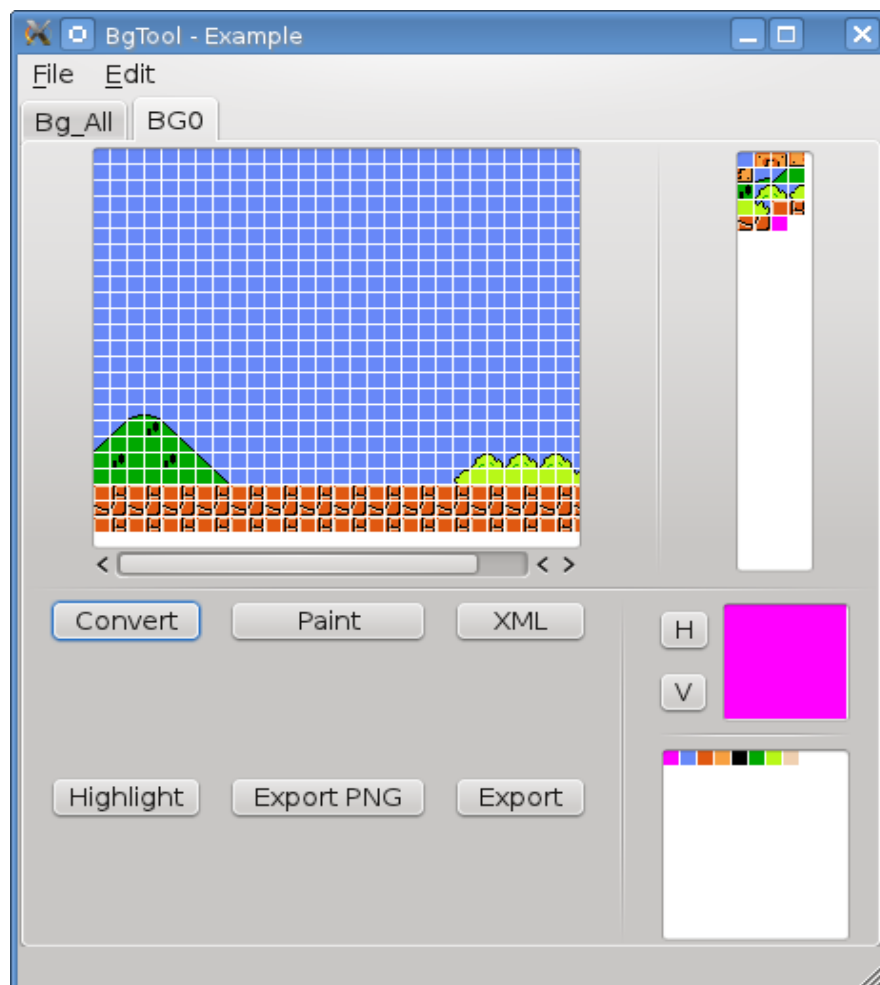 BgTool - Example
File Edit
Bg_All BG0
Convert Paint XML H
V
Highlight Export PNG Export